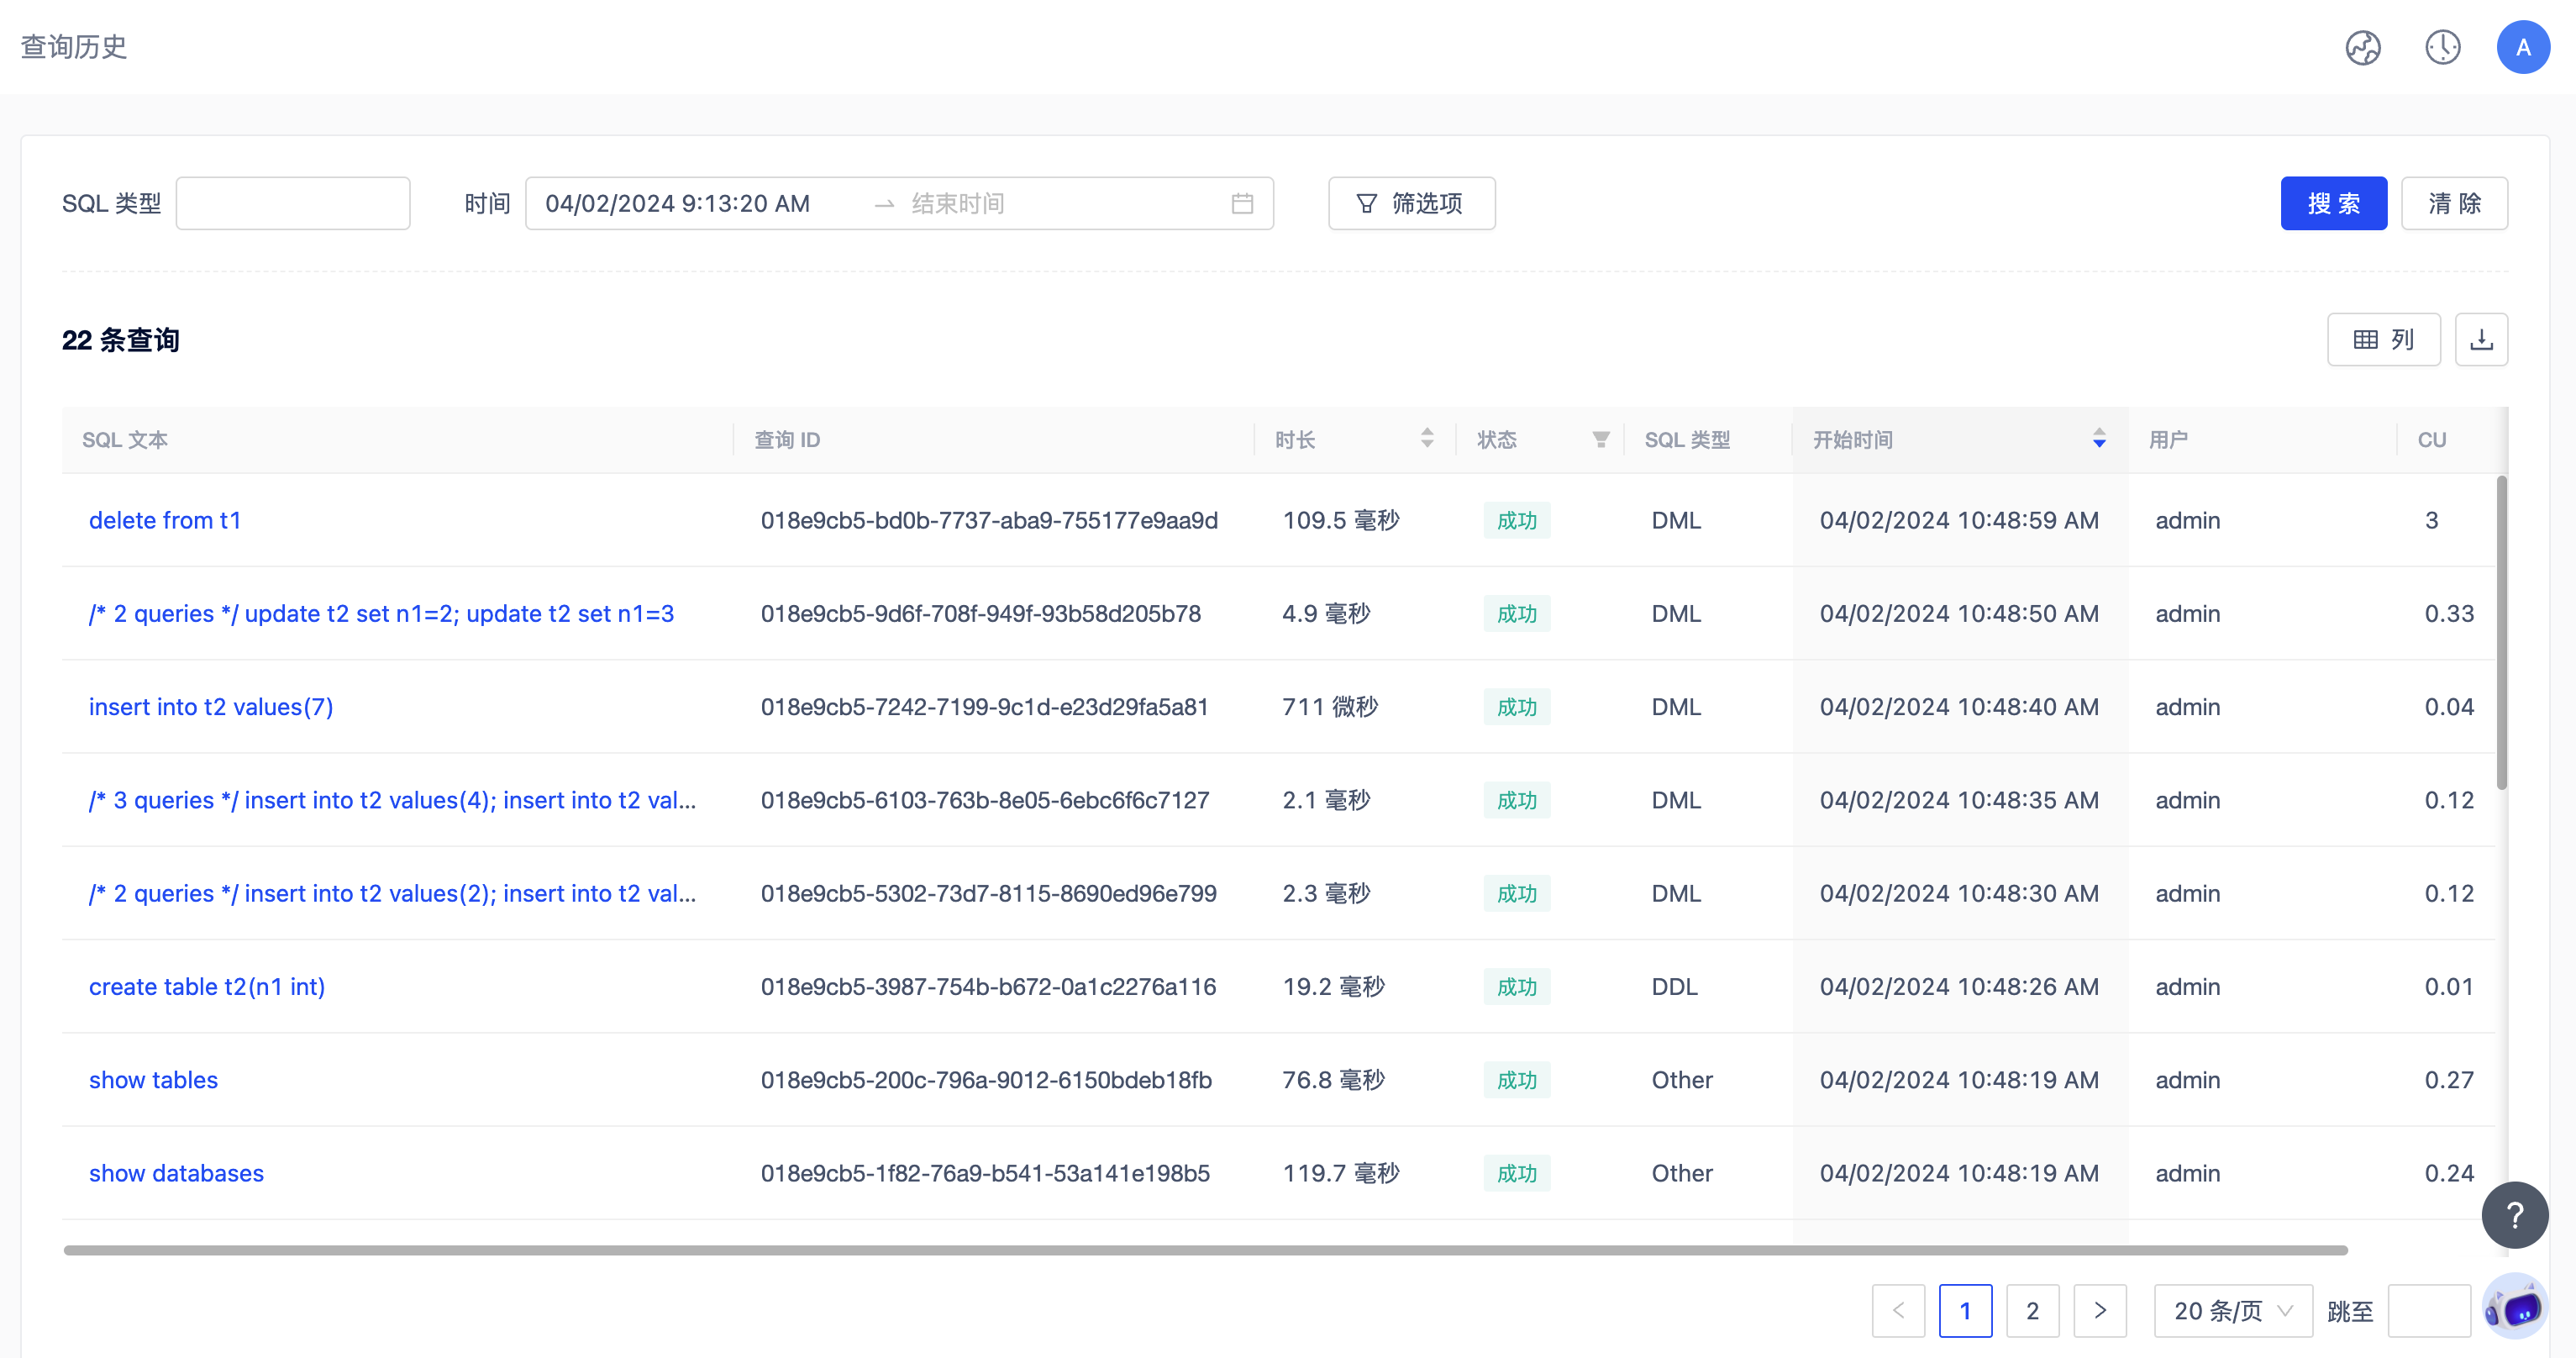 查询历史
A
SQL 类型 时间 04/02/2024 9:13:20 AM 结束时间 筛选项 搜 索 清 除
22 条查询 列
SQL 文本 查询 ID 时长 状态 SQL 类型 开始时间 用户 CU
delete from t1 018e9cb5-bd0b-7737-aba9-755177e9aa9d 109.5 毫秒 成功 DML 04/02/2024 10:48:59 AM admin 3
/* 2 queries */ update t2 set n1=2; update t2 set n1=3 018e9cb5-9d6f-708f-949f-93b58d205b78 4.9 毫秒 成功 DML 04/02/2024 10:48:50 AM admin 0.33
insert into t2 values(7) 018e9cb5-7242-7199-9c1d-e23d29fa5a81 711 微秒 成功 DML 04/02/2024 10:48:40 AM admin 0.04
/* 3 queries */ insert into t2 values(4); insert into t2 val... 018e9cb5-6103-763b-8e05-6ebc6f6c7127 2.1 毫秒 成功 DML 04/02/2024 10:48:35 AM admin 0.12
/* 2 queries */ insert into t2 values(2); insert into t2 val... 018e9cb5-5302-73d7-8115-8690ed96e799 2.3 毫秒 成功 DML 04/02/2024 10:48:30 AM admin 0.12
create table t2(n1 int) 018e9cb5-3987-754b-b672-0a1c2276a116 19.2 毫秒 成功 DDL 04/02/2024 10:48:26 AM admin 0.01
show tables 018e9cb5-200c-796a-9012-6150bdeb18fb 76.8 毫秒 成功 Other 04/02/2024 10:48:19 AM admin 0.27
show databases 018e9cb5-1f82-76a9-b541-53a141e198b5 119.7 毫秒 成功 Other 04/02/2024 10:48:19 AM admin 0.24
?
< 1 2 > 20 条/页 跳至